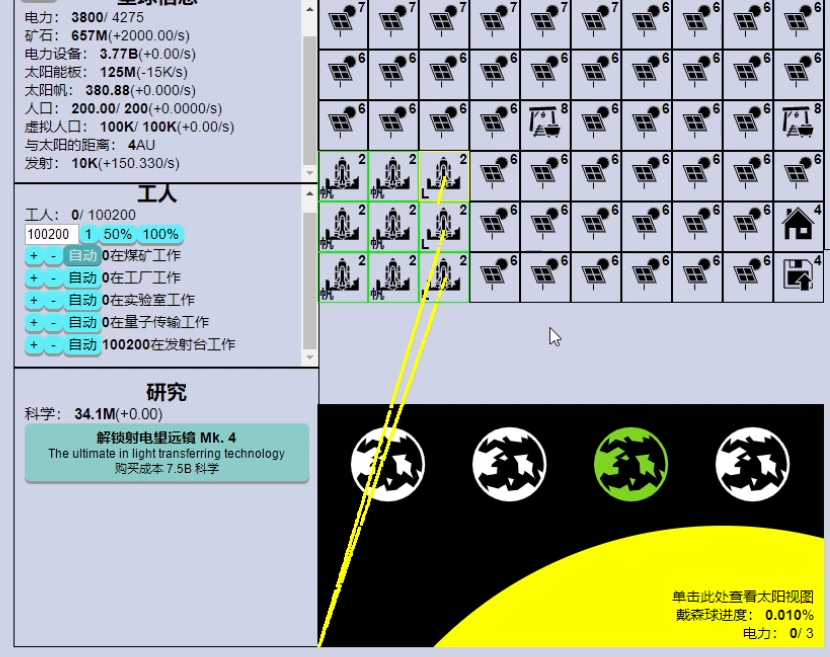 电力： 3800/ 4275
矿石： 657M(+2000.00/s)
电力设备： 3.77B(+0.00/s)
太阳能板： 125M(-15K/s)
太阳帆： 380.88(+0.000/s)
人口： 200.00/ 200(+0.0000/s)
虚拟人口： 100K/ 100K(+0.00/s)
与太阳的距离： 4AU
发射： 10K(+150.330/s)
工人
工人： 0/ 100200
100200 1 50% 100%
+ - 自动 0在煤矿工作
+ - 自动 0在工厂工作
+ - 自动 0在实验室工作
+ - 自动 0在量子传输工作
+ - 自动 100200在发射台工作
研究
科学： 34.1M(+0.00)
解锁射电望远镜 Mk. 4
The ultimate in light transferring technology
购买成本 7.5B 科学
7 7 7 7 7 6 6 6 6 6
6 6 6 6 6 6 6 6 6 6
6 6 6 6 8 6 6 6 6 8
2 2 2 6 6 6 6 6 6 6
帆 帆 L
2 2 2 6 6 6 6 6 6 4
帆 帆 L
2 2 2 6 6 6 6 6 6 4
帆 帆 L
单击此处查看太阳视图
戴森球进度： 0.010%
电力： 0/ 3